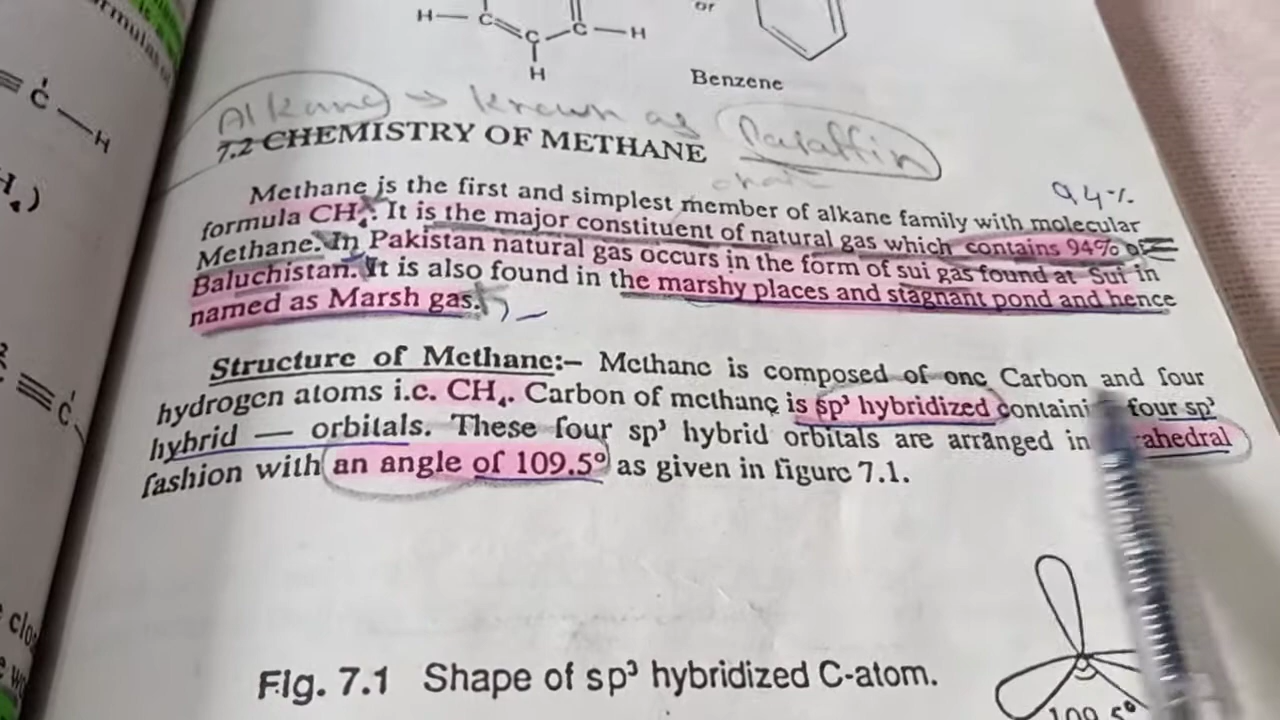 H— C C —H
or
C
H
Benzene
C —H
Alkane → known as Paraffin
7.2 CHEMISTRY OF METHANE
94%
Methane is the first and simplest member of alkane family with molecular
formula CH₄. It is the major constituent of natural gas which contains 94% of
Methane. In Pakistan natural gas occurs in the form of sui gas found at Sui in
Baluchistan. It is also found in the marshy places and stagnant pond and hence
named as Marsh gas.
Structure of Methane:– Methane is composed of one Carbon and four
hydrogen atoms i.e. CH₄. Carbon of methane is sp³ hybridized containi four sp³
hybrid — orbitals. These four sp³ hybrid orbitals are arranged in rahedral
fashion with an angle of 109.5° as given in figure 7.1.
Fig. 7.1 Shape of sp³ hybridized C-atom.
109.5°